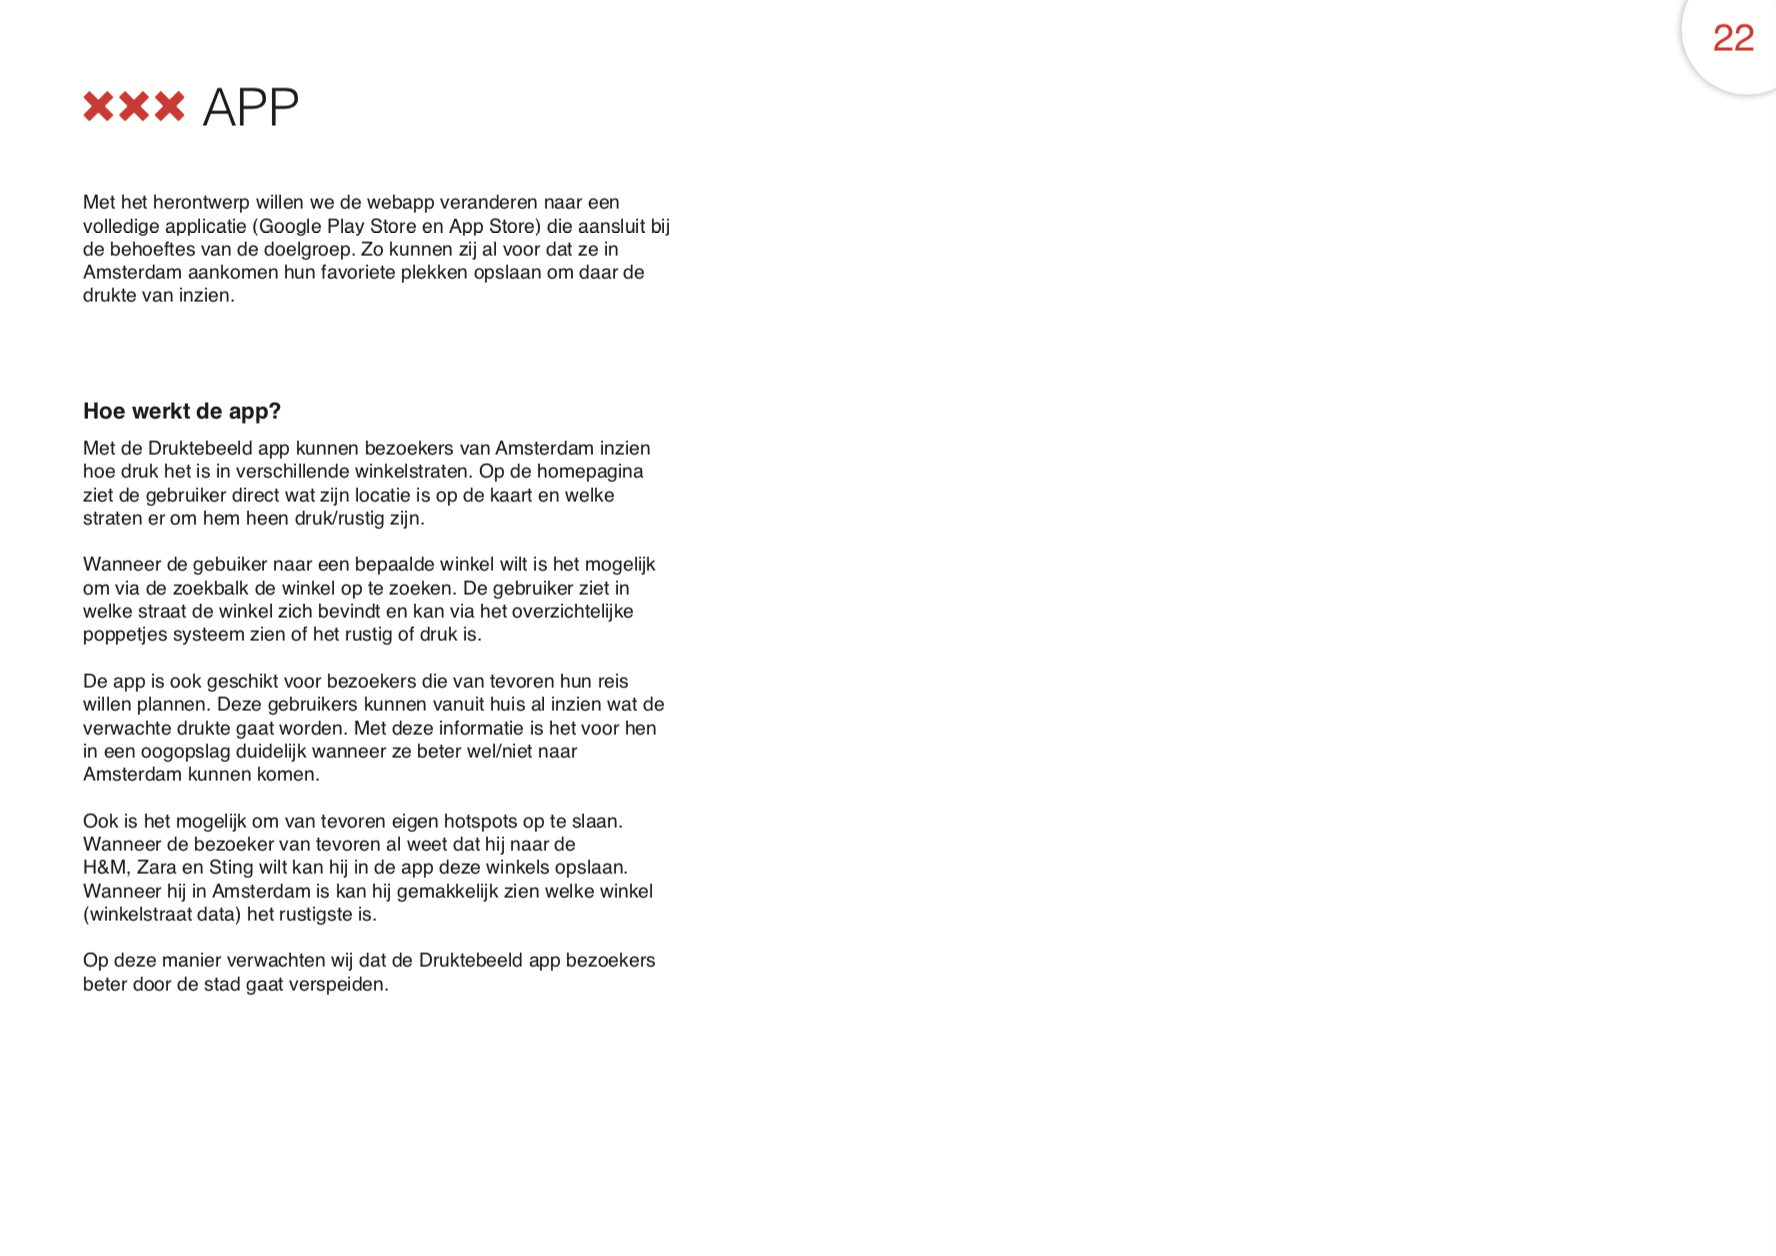 22
XXX APP
Met het herontwerp willen we de webapp veranderen naar een
volledige applicatie (Google Play Store en App Store) die aansluit bij
de behoeftes van de doelgroep. Zo kunnen zij al voor dat ze in
Amsterdam aankomen hun favoriete plekken opslaan om daar de
drukte van inzien.
Hoe werkt de app?
Met de Druktebeeld app kunnen bezoekers van Amsterdam inzien
hoe druk het is in verschillende winkelstraten. Op de homepagina
ziet de gebruiker direct wat zijn locatie is op de kaart en welke
straten er om hem heen druk/rustig zijn.
Wanneer de gebuiker naar een bepaalde winkel wilt is het mogelijk
om via de zoekbalk de winkel op te zoeken. De gebruiker ziet in
welke straat de winkel zich bevindt en kan via het overzichtelijke
poppetjes systeem zien of het rustig of druk is.
De app is ook geschikt voor bezoekers die van tevoren hun reis
willen plannen. Deze gebruikers kunnen vanuit huis al inzien wat de
verwachte drukte gaat worden. Met deze informatie is het voor hen
in een oogopslag duidelijk wanneer ze beter wel/niet naar
Amsterdam kunnen komen.
Ook is het mogelijk om van tevoren eigen hotspots op te slaan.
Wanneer de bezoeker van tevoren al weet dat hij naar de
H&M, Zara en Sting wilt kan hij in de app deze winkels opslaan.
Wanneer hij in Amsterdam is kan hij gemakkelijk zien welke winkel
(winkelstraat data) het rustigste is.
Op deze manier verwachten wij dat de Druktebeeld app bezoekers
beter door de stad gaat verspeiden.